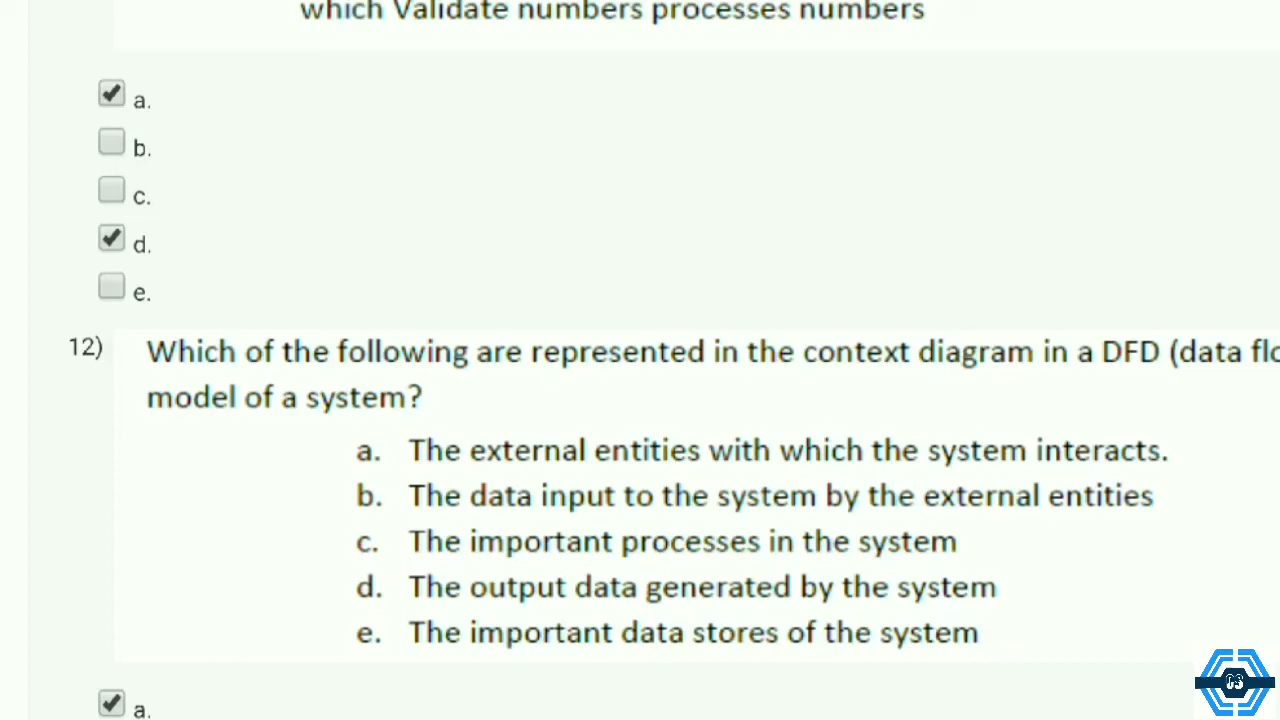 which Validate numbers processes numbers
a.
b.
c.
d.
e.
12) Which of the following are represented in the context diagram in a DFD (data flo
model of a system?
a. The external entities with which the system interacts.
b. The data input to the system by the external entities
c. The important processes in the system
d. The output data generated by the system
e. The important data stores of the system
a.